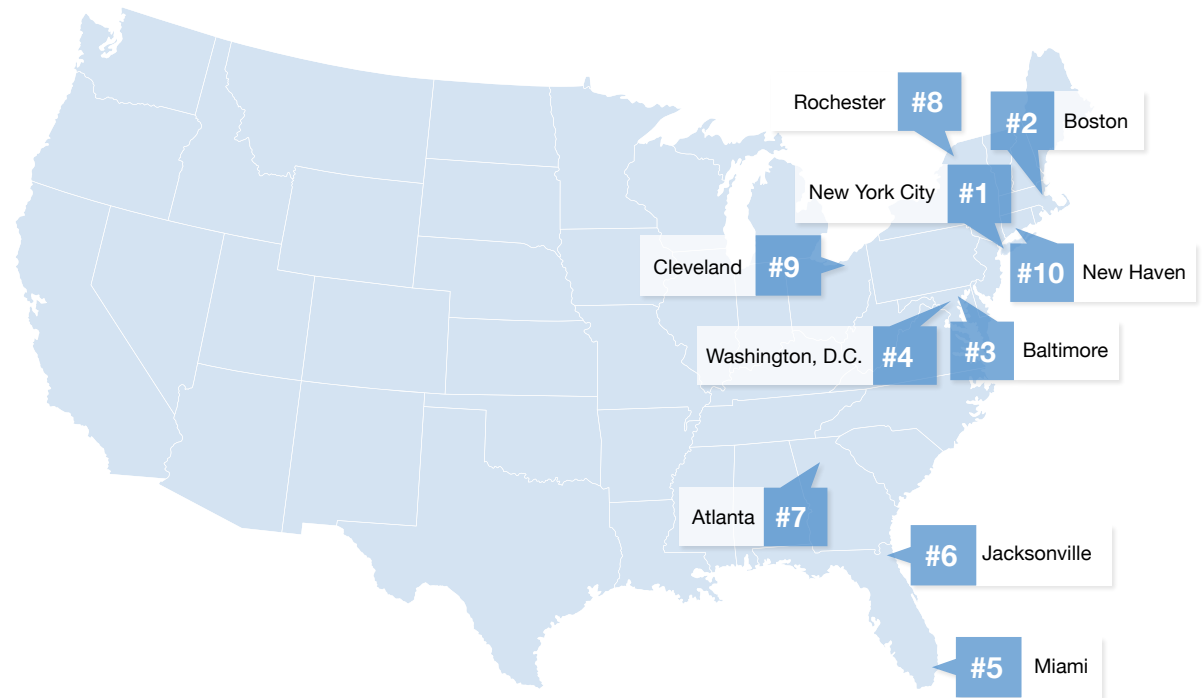 Rochester #8
#2 Boston
New York City #1
Cleveland #9
#10 New Haven
Washington, D.C. #4
#3 Baltimore
Atlanta #7
#6 Jacksonville
#5 Miami